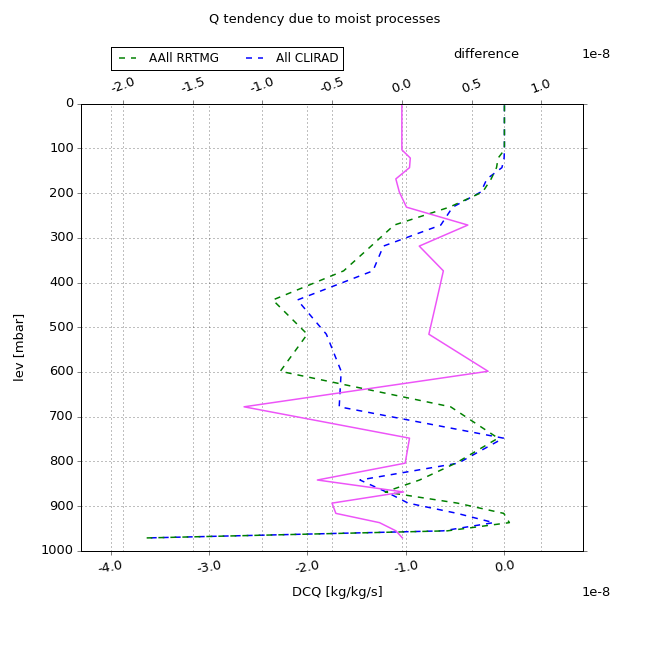 Q tendency due to moist processes
AAll RRTMG All CLIRAD difference 1e-8
-2.0 -1.5 -1.0 -0.5 0.0 0.5 1.0
0
100
200
300
400
500
600
700
800
900
1000
lev [mbar]
-4.0 -3.0 -2.0 -1.0 0.0
DCQ [kg/kg/s] 1e-8